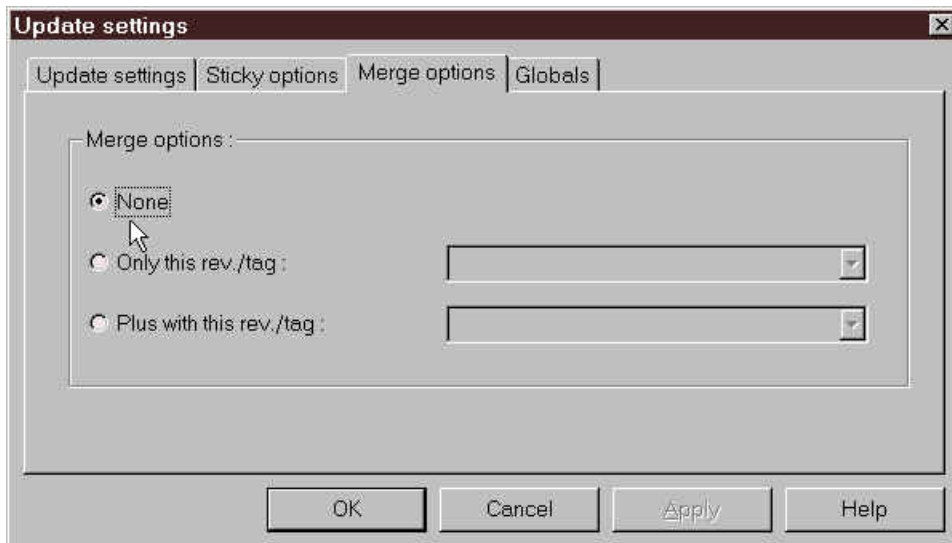 Update settings
Update settings Sticky options Merge options Globals
Merge options :
None
Only this rev./tag :
Plus with this rev./tag :
OK Cancel Apply Help